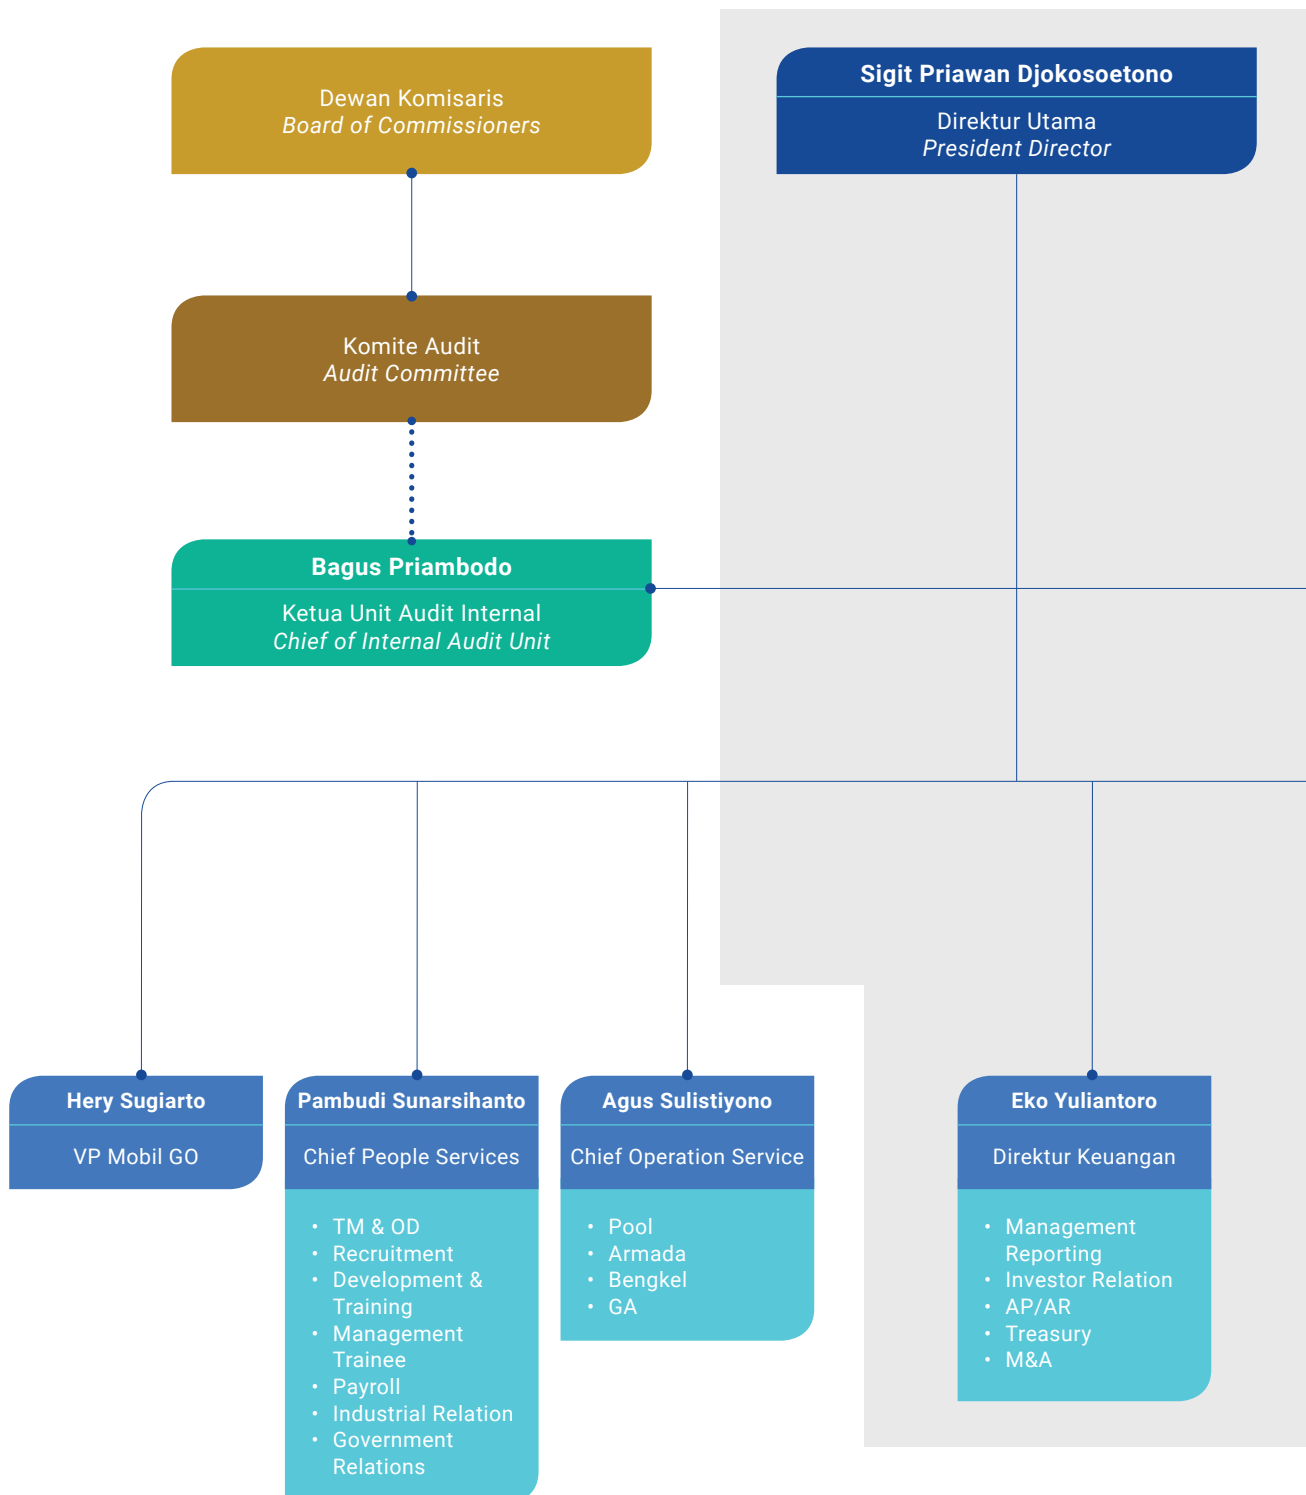 Dewan Komisaris
Board of Commissioners
Sigit Priawan Djokosoetono
Direktur Utama
President Director
Komite Audit
Audit Committee
Bagus Priambodo
Ketua Unit Audit Internal
Chief of Internal Audit Unit
Hery Sugiarto
VP Mobil GO
Pambudi Sunarsihanto
Chief People Services
• TM & OD
• Recruitment
• Development &
Training
• Management
Trainee
• Payroll
• Industrial Relation
• Government
Relations
Agus Sulistiyono
Chief Operation Service
• Pool
• Armada
• Bengkel
• GA
Eko Yuliantoro
Direktur Keuangan
• Management
Reporting
• Investor Relation
• AP/AR
• Treasury
• M&A